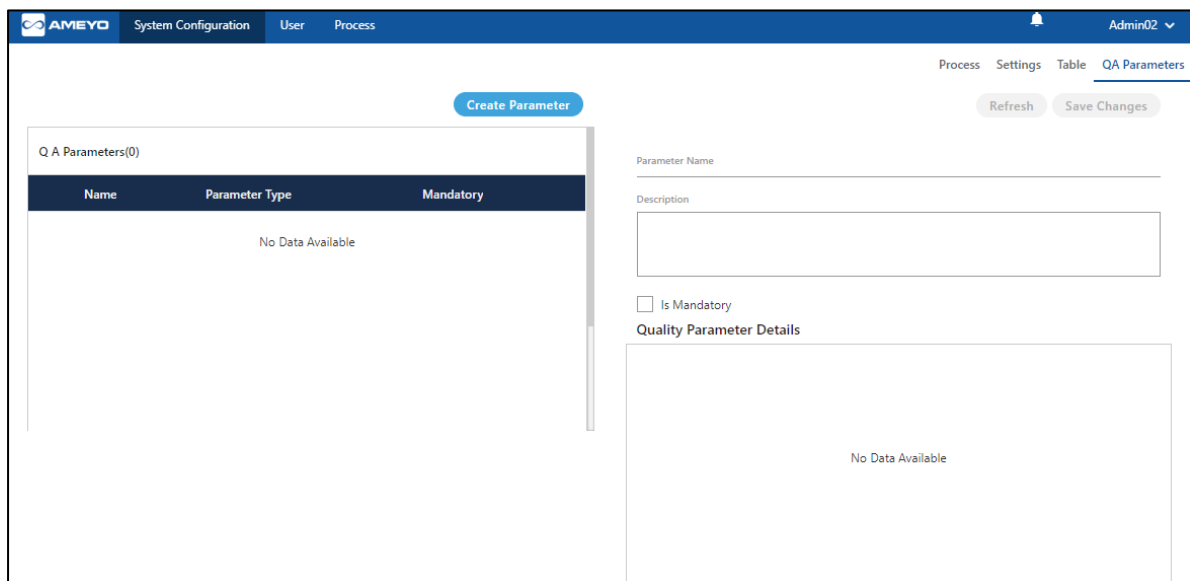 AMEYO System Configuration User Process Admin02
Process Settings Table QA Parameters
Create Parameter Refresh Save Changes
Q A Parameters(0)
Parameter Name
Name Parameter Type Mandatory
Description
No Data Available
Is Mandatory
Quality Parameter Details
No Data Available